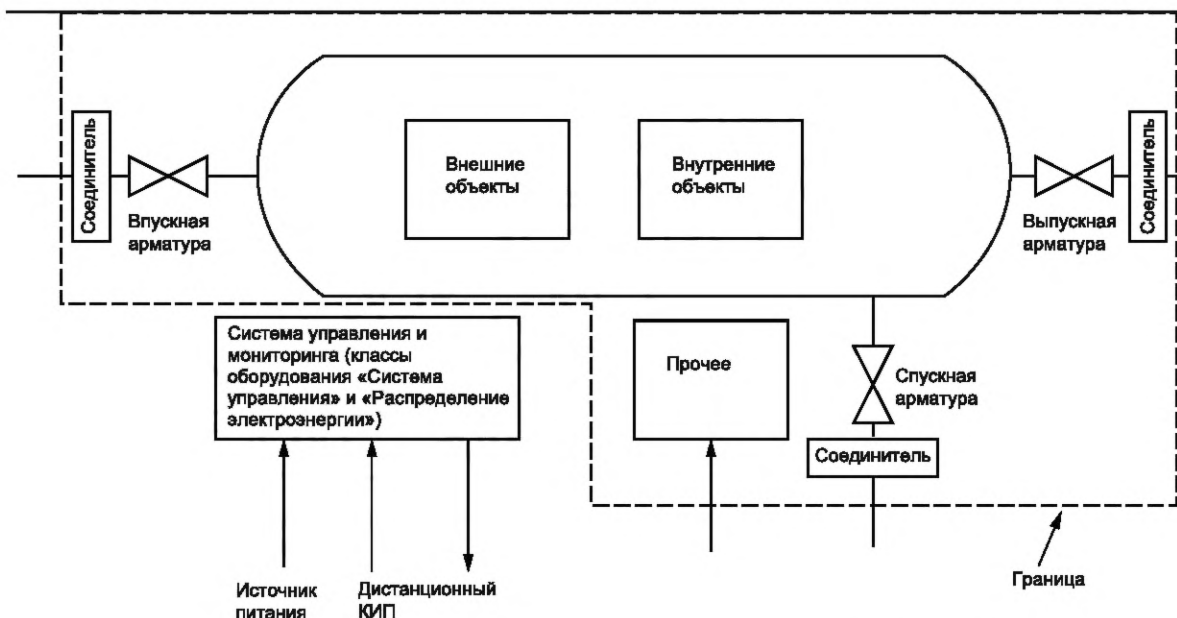 Соединитель
Впускная
арматура
Внешние
объекты
Внутренние
объекты
Выпускная
арматура
Соединитель
Система управления и
мониторинга (классы
оборудования «Система
управления» и «Распределение
электроэнергии»)
Прочее
Спускная
арматура
Соединитель
Источник
питания
Дистанционный
КИП
Граница